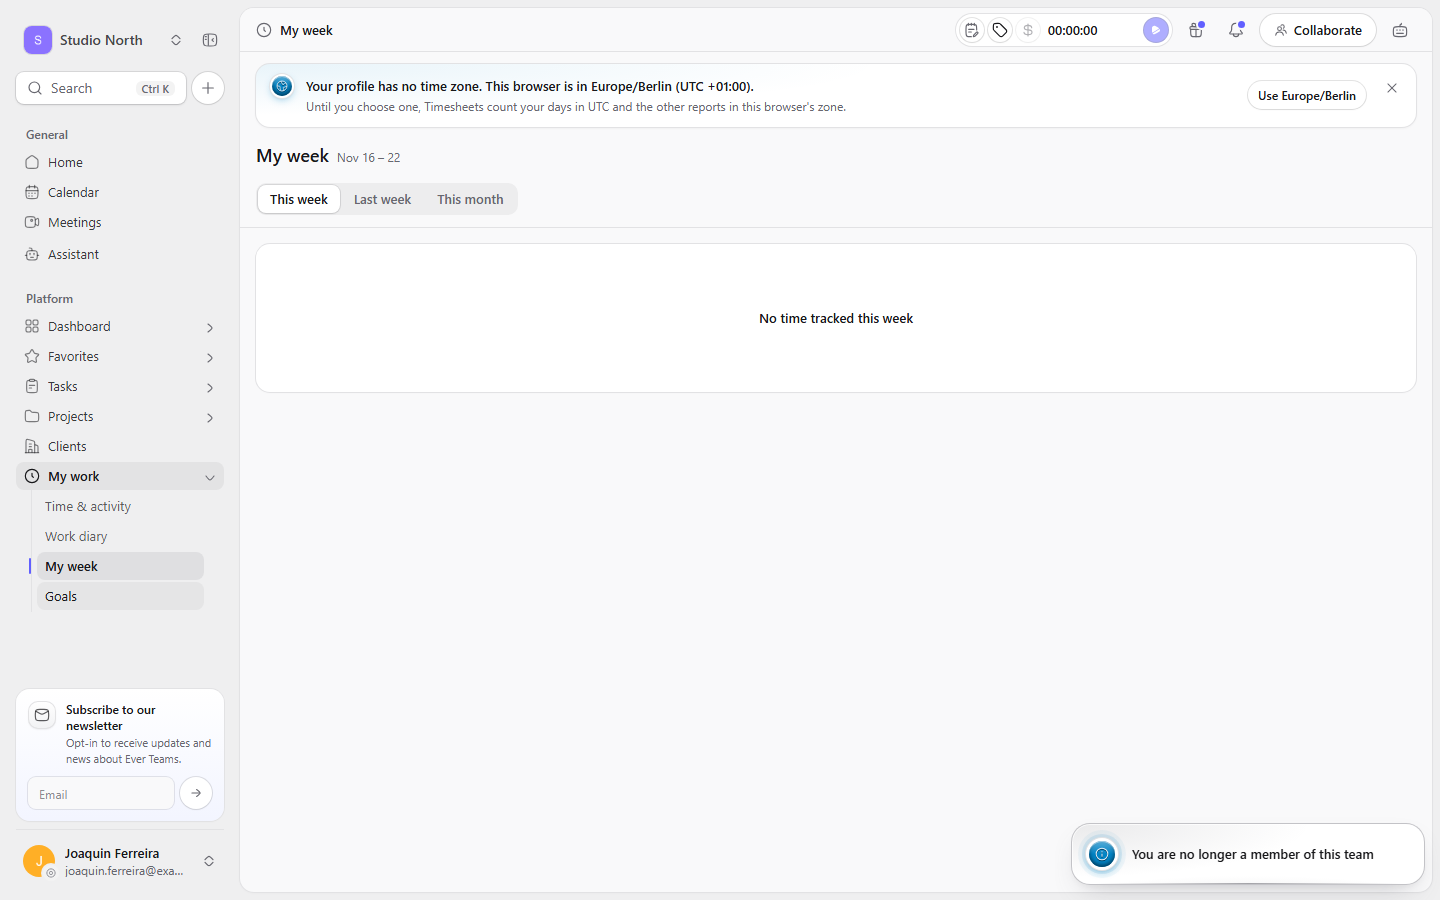 S
Studio North
Search
Ctrl K
General
Home
Calendar
Meetings
Assistant
Platform
Dashboard
Favorites
Tasks
Projects
Clients
My work
Time & activity
Work diary
My week
Goals
Subscribe to our
newsletter
Opt-in to receive updates and
news about Ever Teams.
Email
J
Joaquin Ferreira
joaquin.ferreira@exa...
My week
$
00:00:00
Collaborate
Your profile has no time zone. This browser is in Europe/Berlin (UTC +01:00).
Until you choose one, Timesheets count your days in UTC and the other reports in this browser's zone.
Use Europe/Berlin
My week
Nov 16 – 22
This week
Last week
This month
No time tracked this week
You are no longer a member of this team